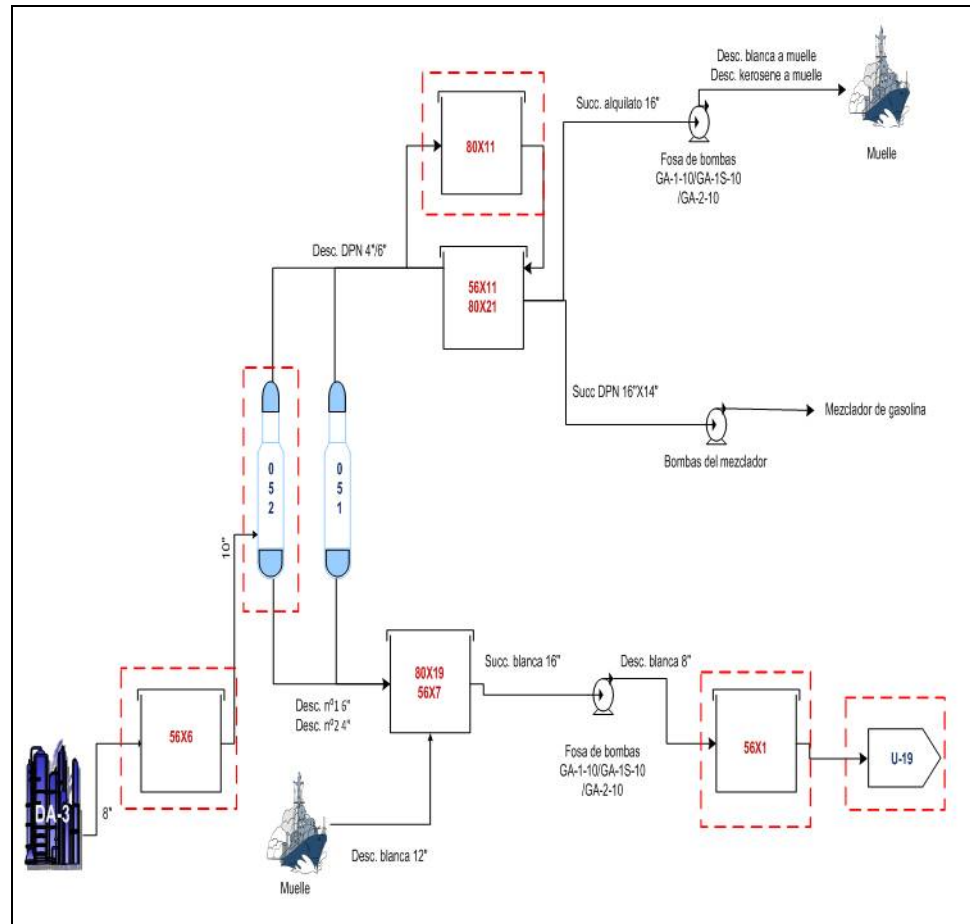 Desc. blanca a muelle
Desc. kerosene a muelle
Succ. alquilato 16"
80X11
Muelle
Fosa de bombas
GA-1-10/GA-1S-10
/GA-2-10
Desc. DPN 4"/6"
56X11
80X21
Succ DPN 16"X14"
Mezclador de gasolina
Bombas del mezclador
0
5
2
0
5
1
10"
80X19
56X7
Succ. blanca 16"
Desc. blanca 8"
56X6
Desc. nº1 6"
Desc. nº2 4"
56X1
U-19
Fosa de bombas
GA-1-10/GA-1S-10
/GA-2-10
DA-3
8"
Desc. blanca 12"
Muelle